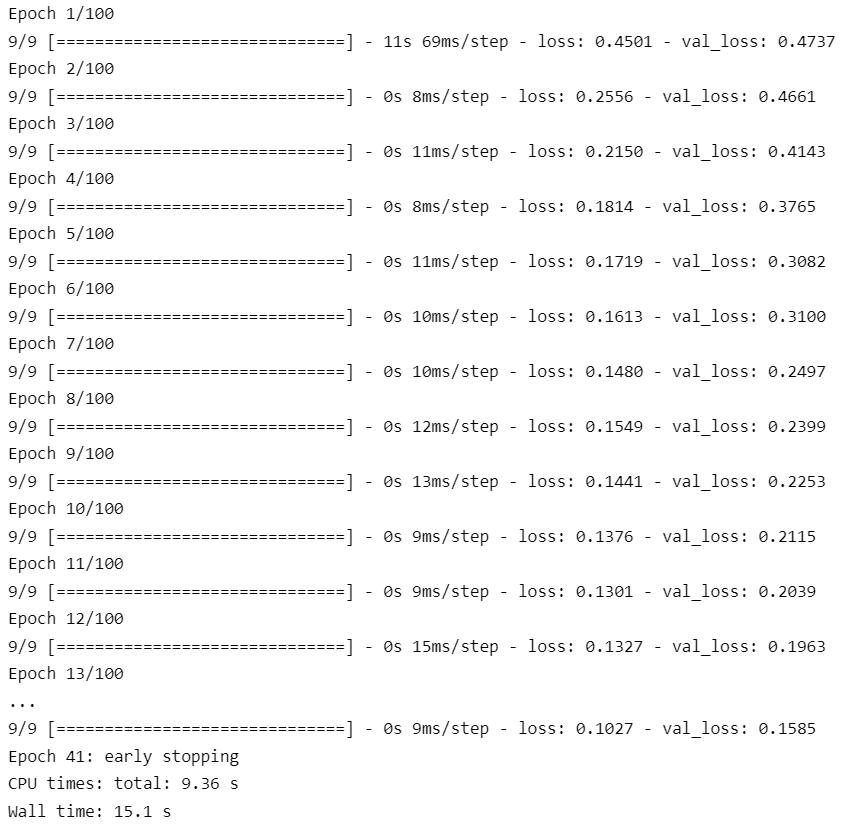 Epoch 1/100
9/9 [==============================] - 11s 69ms/step - loss: 0.4501 - val_loss: 0.4737
Epoch 2/100
9/9 [==============================] - 0s 8ms/step - loss: 0.2556 - val_loss: 0.4661
Epoch 3/100
9/9 [==============================] - 0s 11ms/step - loss: 0.2150 - val_loss: 0.4143
Epoch 4/100
9/9 [==============================] - 0s 8ms/step - loss: 0.1814 - val_loss: 0.3765
Epoch 5/100
9/9 [==============================] - 0s 11ms/step - loss: 0.1719 - val_loss: 0.3082
Epoch 6/100
9/9 [==============================] - 0s 10ms/step - loss: 0.1613 - val_loss: 0.3100
Epoch 7/100
9/9 [==============================] - 0s 10ms/step - loss: 0.1480 - val_loss: 0.2497
Epoch 8/100
9/9 [==============================] - 0s 12ms/step - loss: 0.1549 - val_loss: 0.2399
Epoch 9/100
9/9 [==============================] - 0s 13ms/step - loss: 0.1441 - val_loss: 0.2253
Epoch 10/100
9/9 [==============================] - 0s 9ms/step - loss: 0.1376 - val_loss: 0.2115
Epoch 11/100
9/9 [==============================] - 0s 9ms/step - loss: 0.1301 - val_loss: 0.2039
Epoch 12/100
9/9 [==============================] - 0s 15ms/step - loss: 0.1327 - val_loss: 0.1963
Epoch 13/100
...
9/9 [==============================] - 0s 9ms/step - loss: 0.1027 - val_loss: 0.1585
Epoch 41: early stopping
CPU times: total: 9.36 s
Wall time: 15.1 s